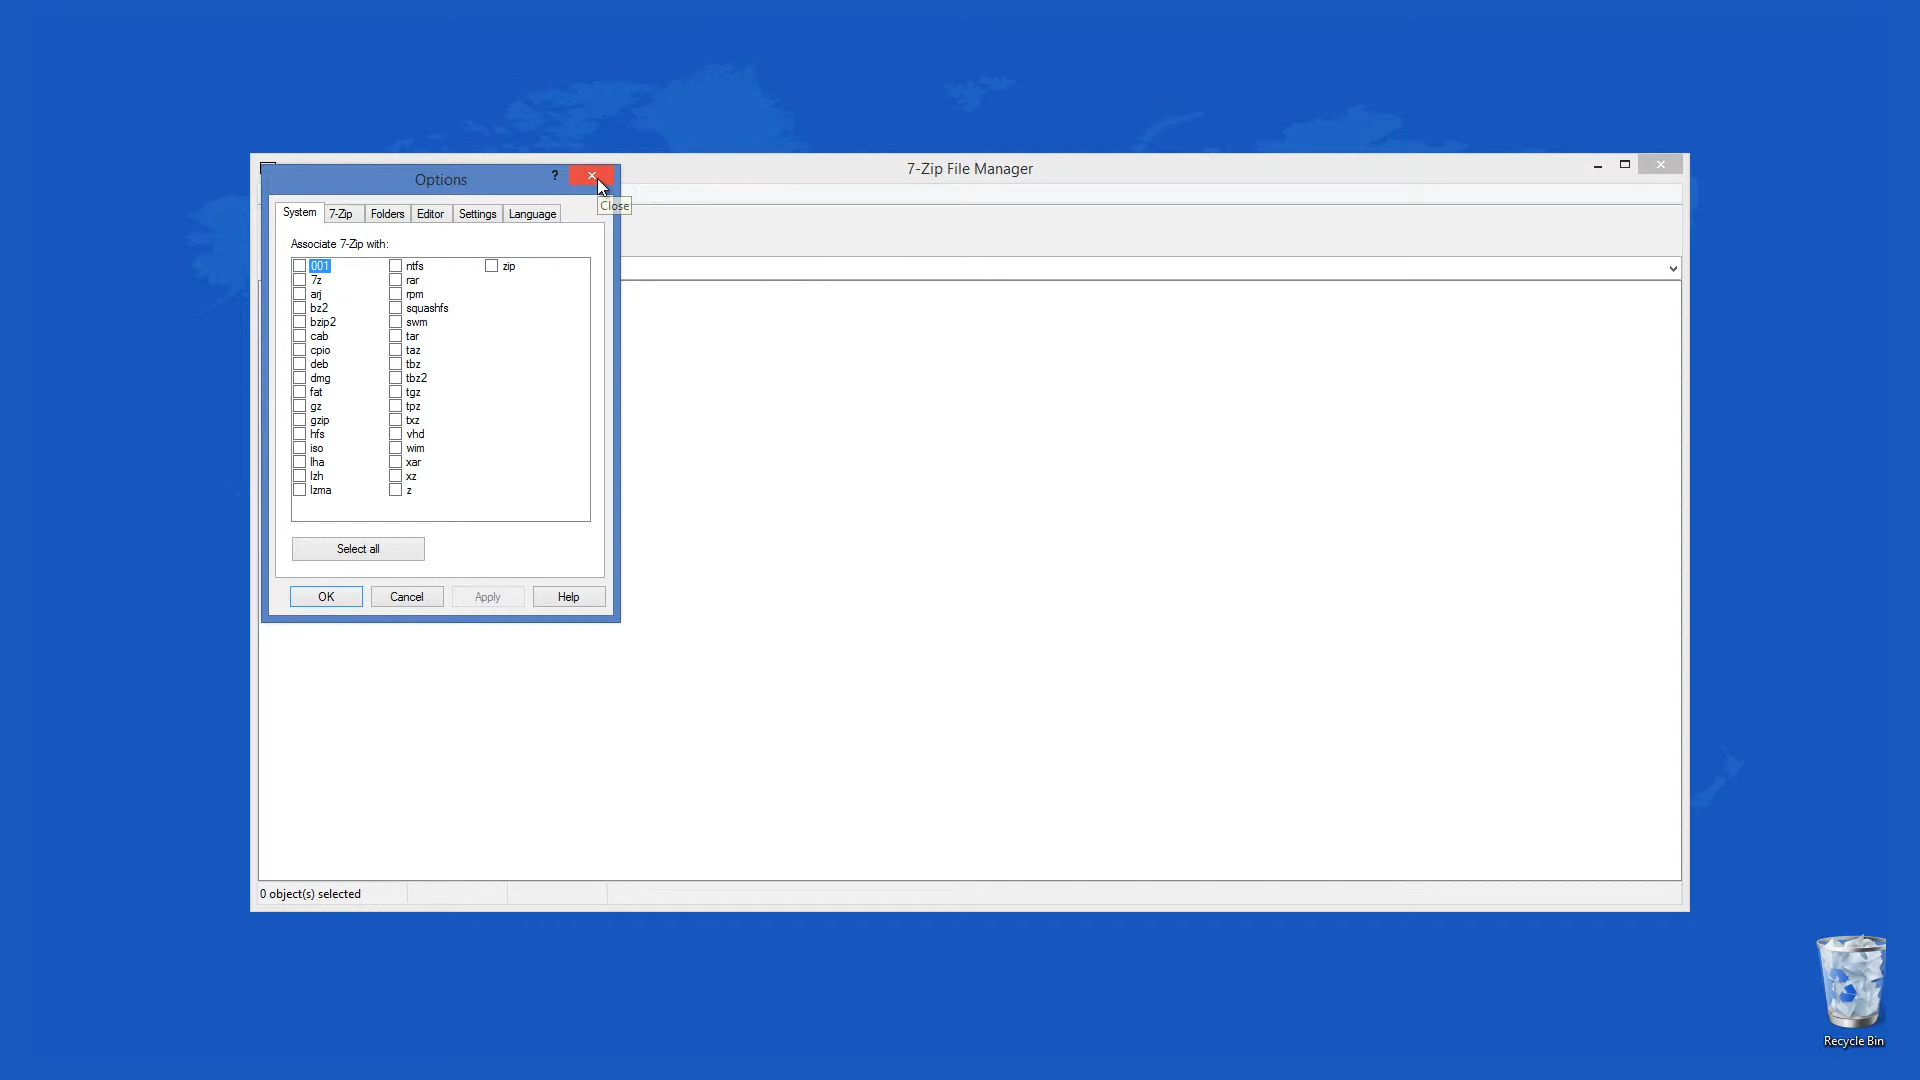 7-Zip File Manager
Options
?
Close
System 7-Zip Folders Editor Settings Language
Associate 7-Zip with:
001 ntfs zip
7z rar
arj rpm
bz2 squashfs
bzip2 swm
cab tar
cpio taz
deb tbz
dmg tbz2
fat tgz
gz tpz
gzip txz
hfs vhd
iso wim
lha xar
lzh xz
lzma z
Select all
OK Cancel Apply Help
0 object(s) selected
Recycle Bin